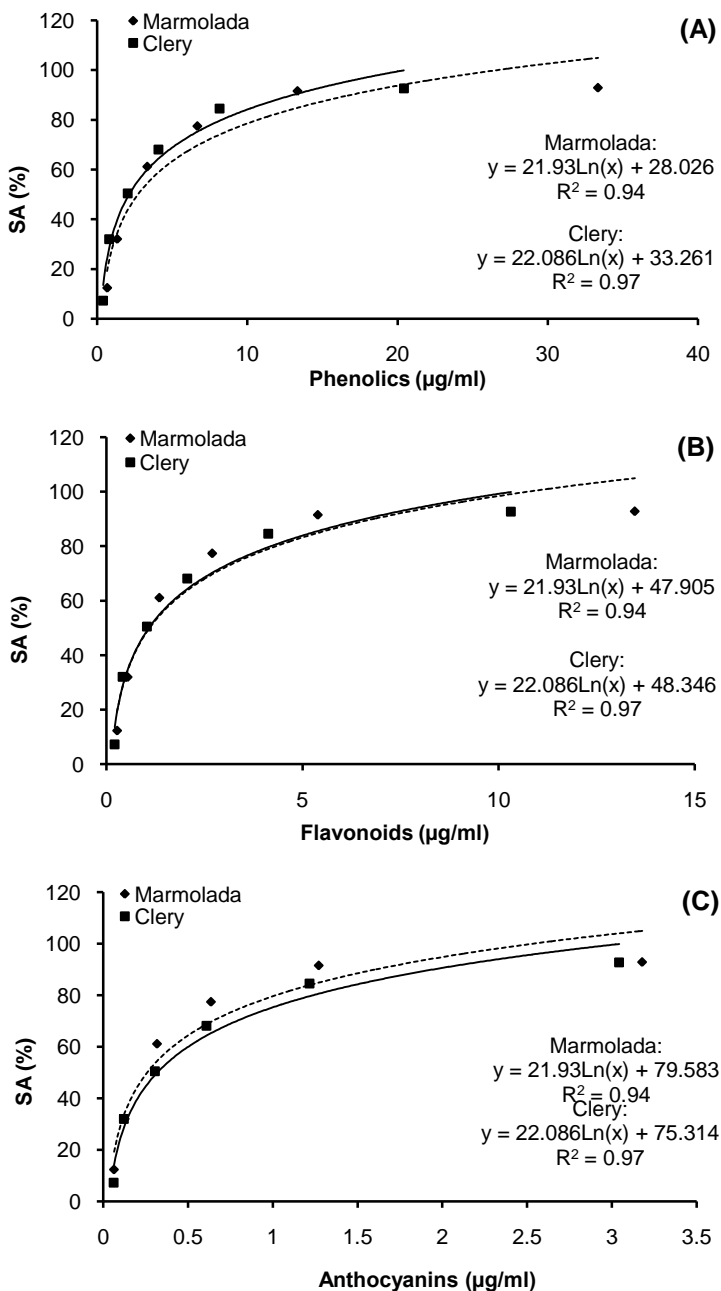 120
Marmolada
(A)
Clery
100
80
60
40
20
0
SA (%)
Marmolada:
y = 21.93Ln(x) + 28.026
R² = 0.94
Clery:
y = 22.086Ln(x) + 33.261
R² = 0.97
0 10 20 30 40
Phenolics (µg/ml)
120
Marmolada
(B)
Clery
100
80
60
40
20
0
SA (%)
Marmolada:
y = 21.93Ln(x) + 47.905
R² = 0.94
Clery:
y = 22.086Ln(x) + 48.346
R² = 0.97
0 5 10 15
Flavonoids (µg/ml)
120
Marmolada
(C)
Clery
100
80
60
40
20
0
SA (%)
Marmolada:
y = 21.93Ln(x) + 79.583
R² = 0.94
Clery:
y = 22.086Ln(x) + 75.314
R² = 0.97
0 0.5 1 1.5 2 2.5 3 3.5
Anthocyanins (µg/ml)